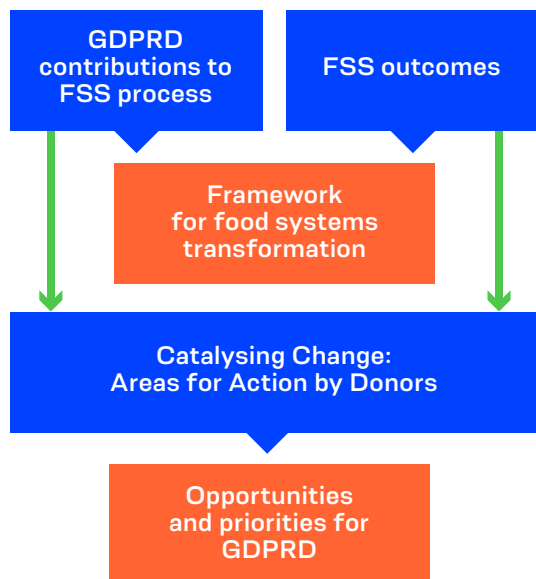 GDPRD
contributions to
FSS process
FSS outcomes
Framework
for food systems
transformation
Catalysing Change:
Areas for Action by Donors
Opportunities
and priorities for
GDPRD